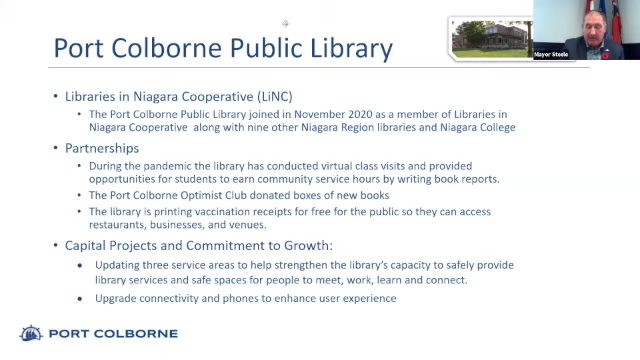 Port Colborne Public Library
Mayor Steele
• Libraries in Niagara Cooperative (LiNC)
• The Port Colborne Public Library joined in November 2020 as a member of Libraries in
Niagara Cooperative along with nine other Niagara Region libraries and Niagara College
• Partnerships
• During the pandemic the library has conducted virtual class visits and provided
opportunities for students to earn community service hours by writing book reports.
• The Port Colborne Optimist Club donated boxes of new books
• The library is printing vaccination receipts for free for the public so they can access
restaurants, businesses, and venues.
• Capital Projects and Commitment to Growth:
• Updating three service areas to help strengthen the library's capacity to safely provide
library services and safe spaces for people to meet, work, learn and connect.
• Upgrade connectivity and phones to enhance user experience
PORT COLBORNE